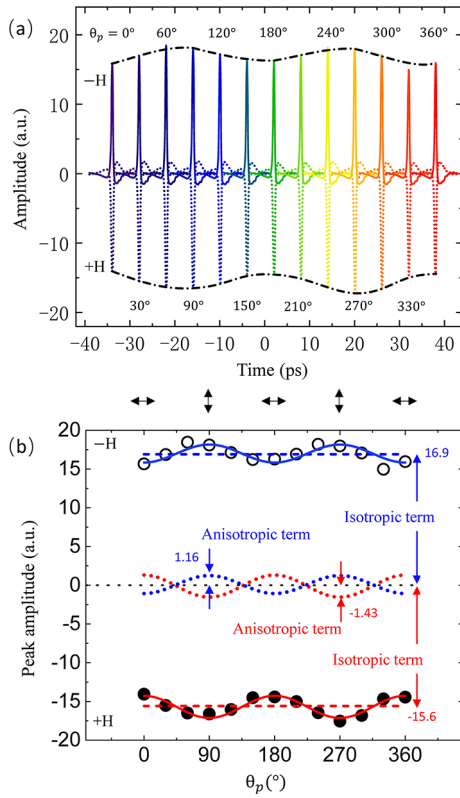 (a)
θp = 0° 60° 120° 180° 240° 300° 360°
20
−H
10
0
−10
+H
−20
30° 90° 150° 210° 270° 330°
Amplitude (a.u.)
−40 −30 −20 −10 0 10 20 30 40
Time (ps)
(b)
20
−H
15
16.9
10
Isotropic term
Anisotropic term
5
1.16
0
-1.43
-5
Anisotropic term
Isotropic term
-10
-15
-15.6
+H
-20
Peak amplitude (a.u.)
0 90 180 270 360
θp(°)